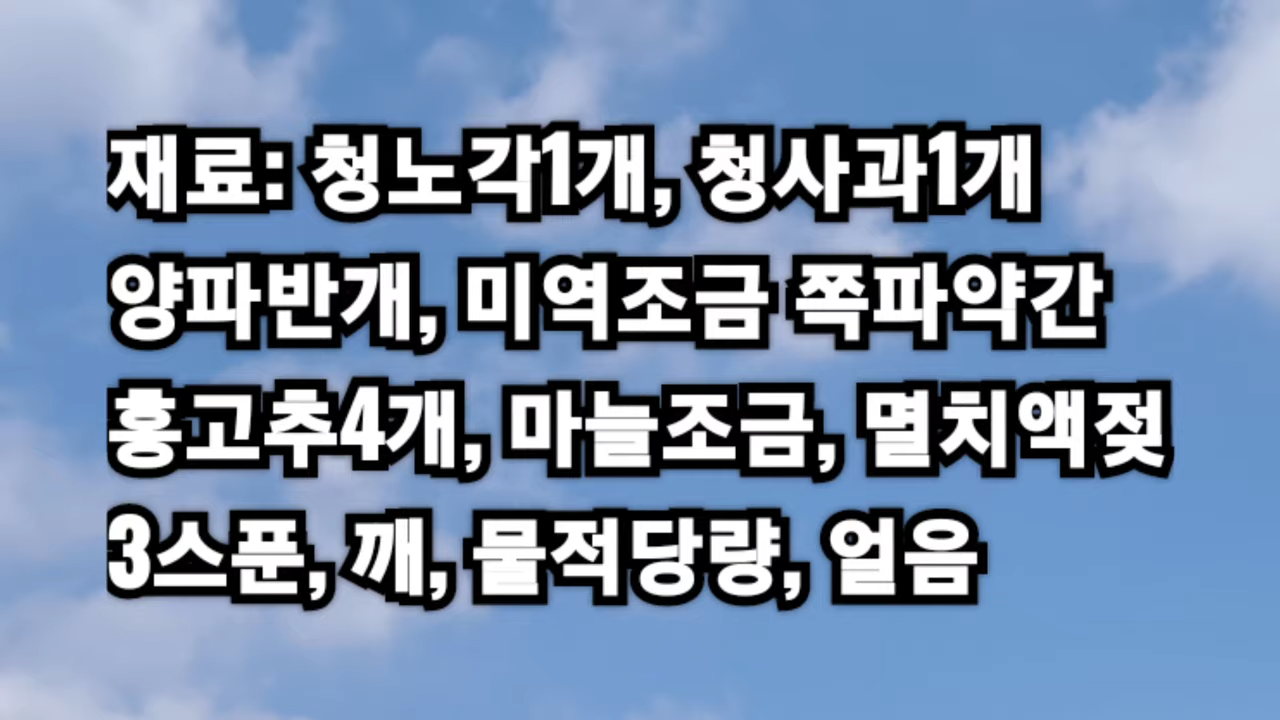 재료: 청노각1개, 청사과1개
양파반개, 미역조금 쪽파약간
홍고추4개, 마늘조금, 멸치액젖
3스푼, 깨, 물적당량, 얼음